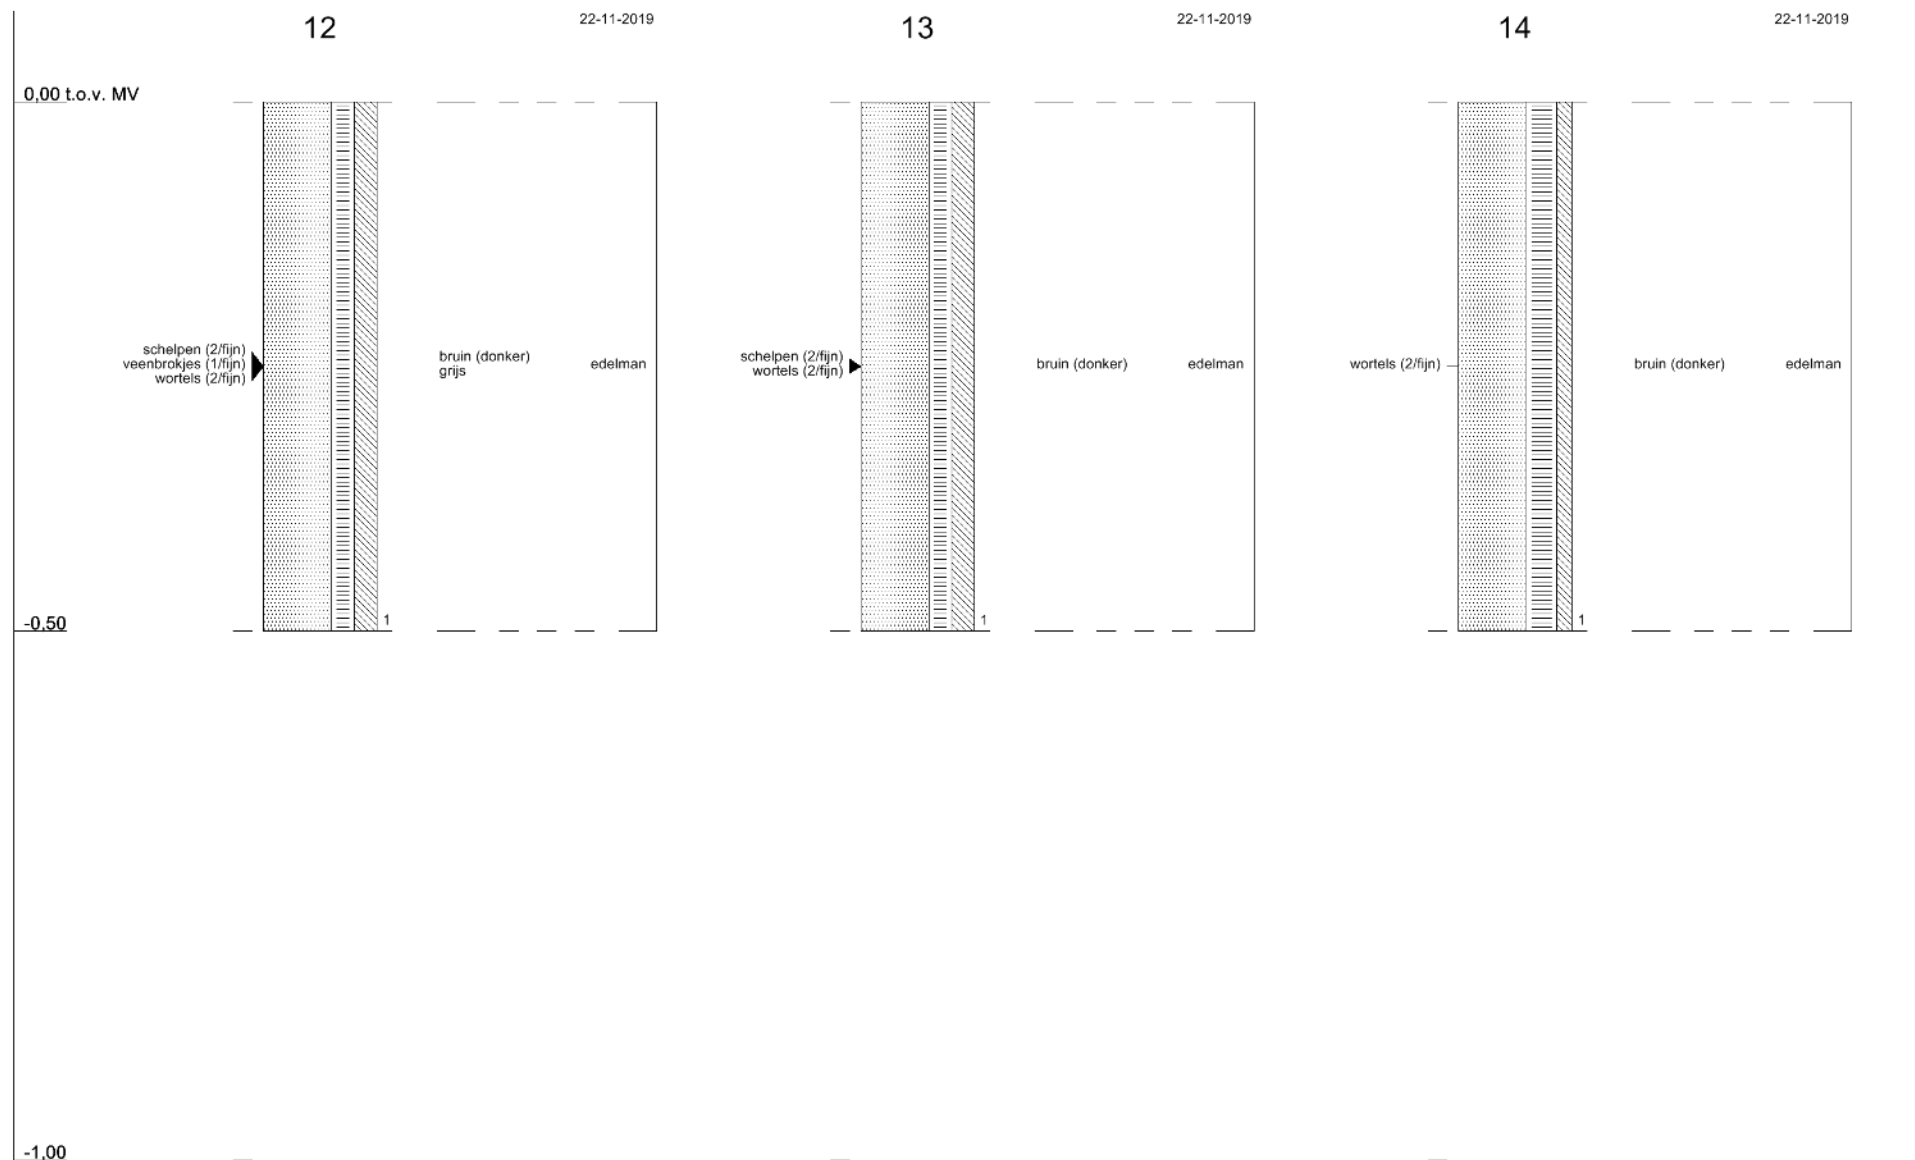 12
22-11-2019
13
22-11-2019
14
22-11-2019
0,00 t.o.v. MV
schelpen (2/fijn)
veenbrokjes (1/fijn)
wortels (2/fijn)
bruin (donker)
grijs
edelman
schelpen (2/fijn)
wortels (2/fijn)
bruin (donker)
edelman
wortels (2/fijn)
bruin (donker)
edelman
-0,50
1
1
1
-1,00